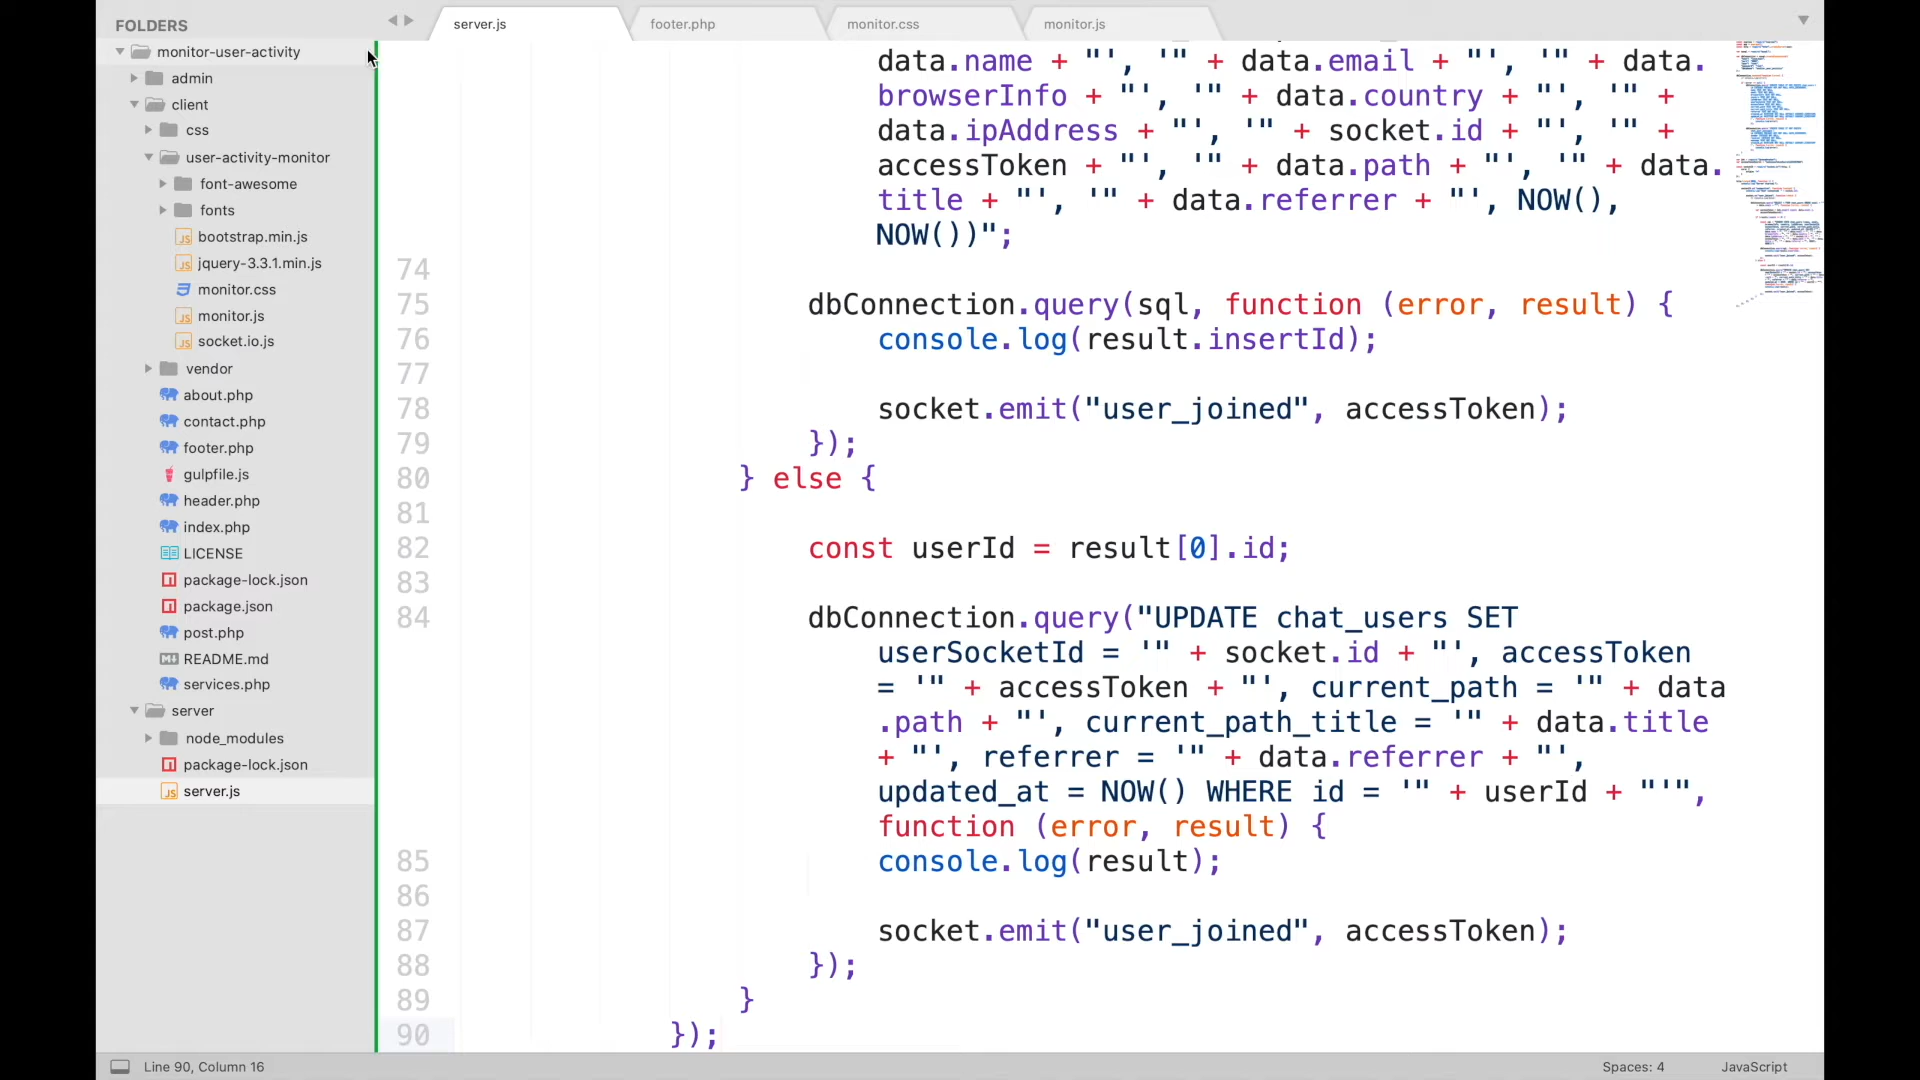 FOLDERS
monitor-user-activity
admin
client
css
user-activity-monitor
font-awesome
fonts
bootstrap.min.js
jquery-3.3.1.min.js
monitor.css
monitor.js
socket.io.js
vendor
about.php
contact.php
footer.php
gulpfile.js
header.php
index.php
LICENSE
package-lock.json
package.json
post.php
README.md
services.php
server
node_modules
package-lock.json
server.js
server.js
footer.php
monitor.css
monitor.js
data.name + "', '" + data.email + "', '" + data.
browserInfo + "', '" + data.country + "', '" +
data.ipAddress + "', '" + socket.id + "', '" +
accessToken + "', '" + data.path + "', '" + data.
title + "', '" + data.referrer + "', NOW(),
NOW())";
74
75 dbConnection.query(sql, function (error, result) {
76 console.log(result.insertId);
77
78 socket.emit("user_joined", accessToken);
79 });
80 } else {
81
82 const userId = result[0].id;
83
84 dbConnection.query("UPDATE chat_users SET
userSocketId = '" + socket.id + "', accessToken
= '" + accessToken + "', current_path = '" + data
.path + "', current_path_title = '" + data.title
+ "', referrer = '" + data.referrer + "',
updated_at = NOW() WHERE id = '" + userId + "'",
function (error, result) {
85 console.log(result);
86
87 socket.emit("user_joined", accessToken);
88 });
89 }
90 });
Line 90, Column 16
Spaces: 4
JavaScript